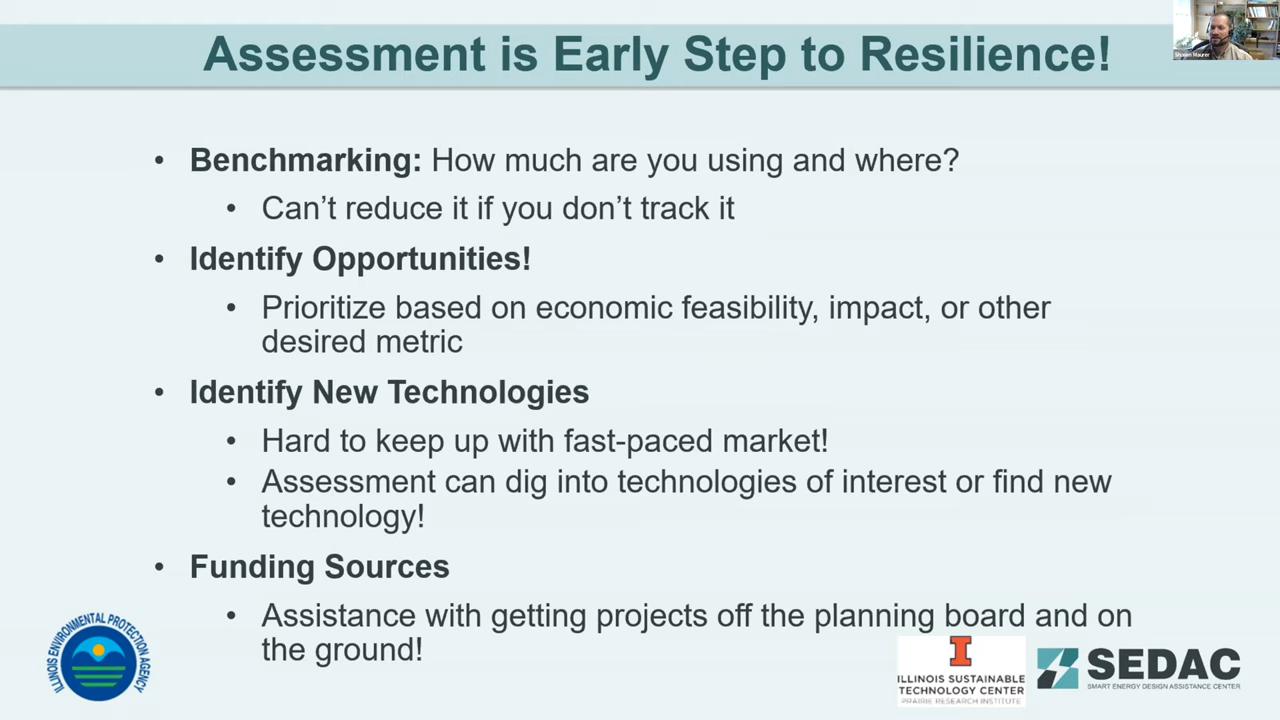 Assessment is Early Step to Resilience!
Shawn Maurer
• Benchmarking: How much are you using and where?
• Can’t reduce it if you don’t track it
• Identify Opportunities!
• Prioritize based on economic feasibility, impact, or other
desired metric
• Identify New Technologies
• Hard to keep up with fast-paced market!
• Assessment can dig into technologies of interest or find new
technology!
• Funding Sources
• Assistance with getting projects off the planning board and on
the ground!
ILLINOIS ENVIRONMENTAL PROTECTION AGENCY
ILLINOIS SUSTAINABLE
TECHNOLOGY CENTER
PRAIRIE RESEARCH INSTITUTE
SEDAC
SMART ENERGY DESIGN ASSISTANCE CENTER